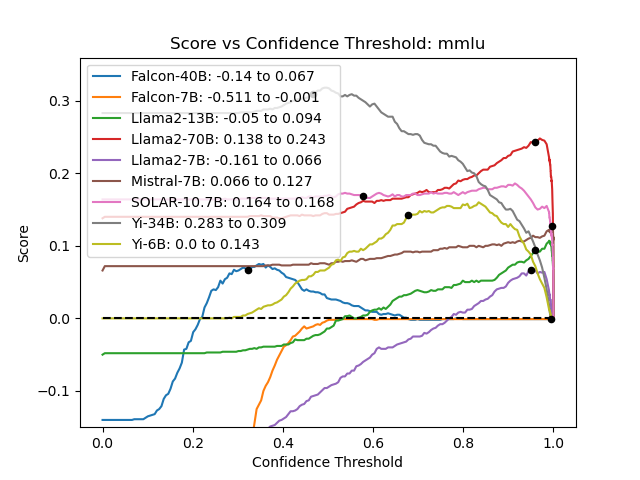 Score vs Confidence Threshold: mmlu
Falcon-40B: -0.14 to 0.067
Falcon-7B: -0.511 to -0.001
Llama2-13B: -0.05 to 0.094
Llama2-70B: 0.138 to 0.243
Llama2-7B: -0.161 to 0.066
Mistral-7B: 0.066 to 0.127
SOLAR-10.7B: 0.164 to 0.168
Yi-34B: 0.283 to 0.309
Yi-6B: 0.0 to 0.143
Score
0.3
0.2
0.1
0.0
−0.1
0.0 0.2 0.4 0.6 0.8 1.0
Confidence Threshold